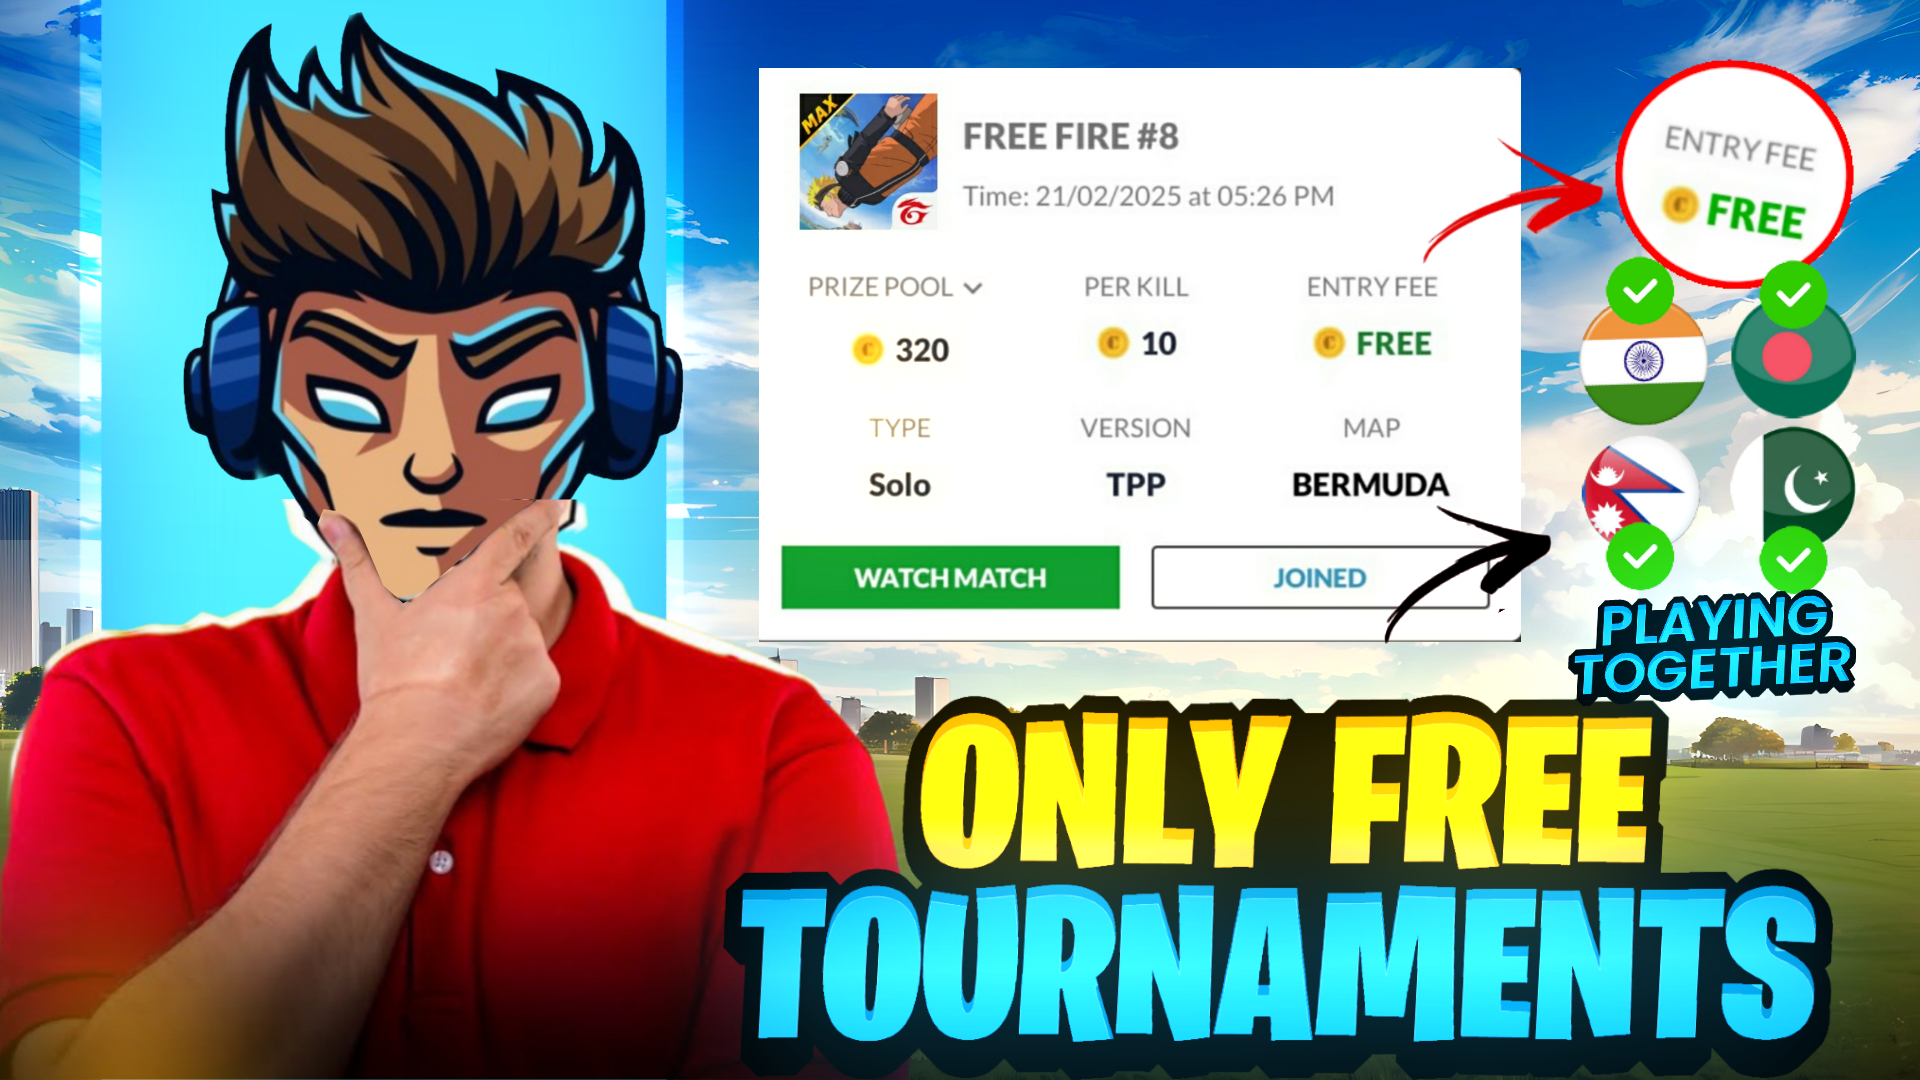 MAX
FREE FIRE #8
Time: 21/02/2025 at 05:26 PM
PRIZE POOL
PER KILL
ENTRY FEE
C 320
C 10
C FREE
TYPE
VERSION
MAP
Solo
TPP
BERMUDA
WATCH MATCH
JOINED
ENTRY FEE
C FREE
PLAYING
TOGETHER
ONLY FREE
TOURNAMENTS